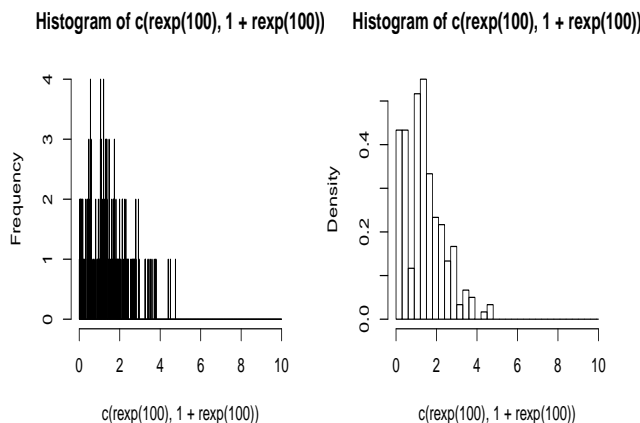 Histogram of c(rexp(100), 1 + rexp(100))
Frequency
4
3
2
1
0
0 2 4 6 8 10
c(rexp(100), 1 + rexp(100))
Histogram of c(rexp(100), 1 + rexp(100))
Density
0.4
0.2
0.0
0 2 4 6 8 10
c(rexp(100), 1 + rexp(100))